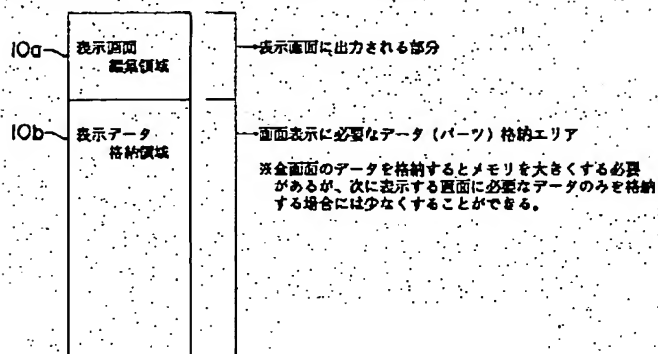 10a
表示画面
編集領域
表示画面に出力される部分
10b
表示データ
格納領域
画面表示に必要なデータ（パーツ）格納エリア
※全画面のデータを格納するとメモリを大きくする必要
があるが、次に表示する画面に必要なデータのみを格納
する場合には少なくすることができる。